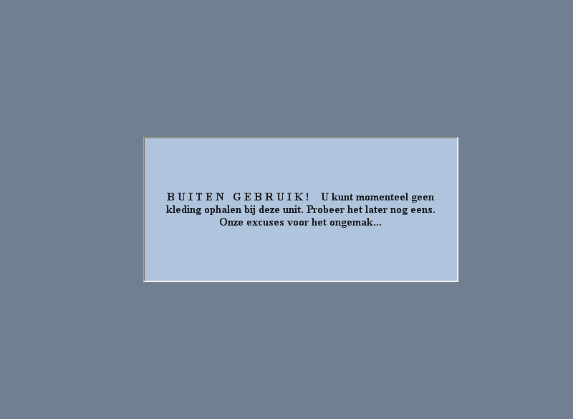 B U I T E N G E B R U I K ! U kunt momenteel geen
kleding ophalen bij deze unit. Probeer het later nog eens.
Onze excuses voor het ongemak...